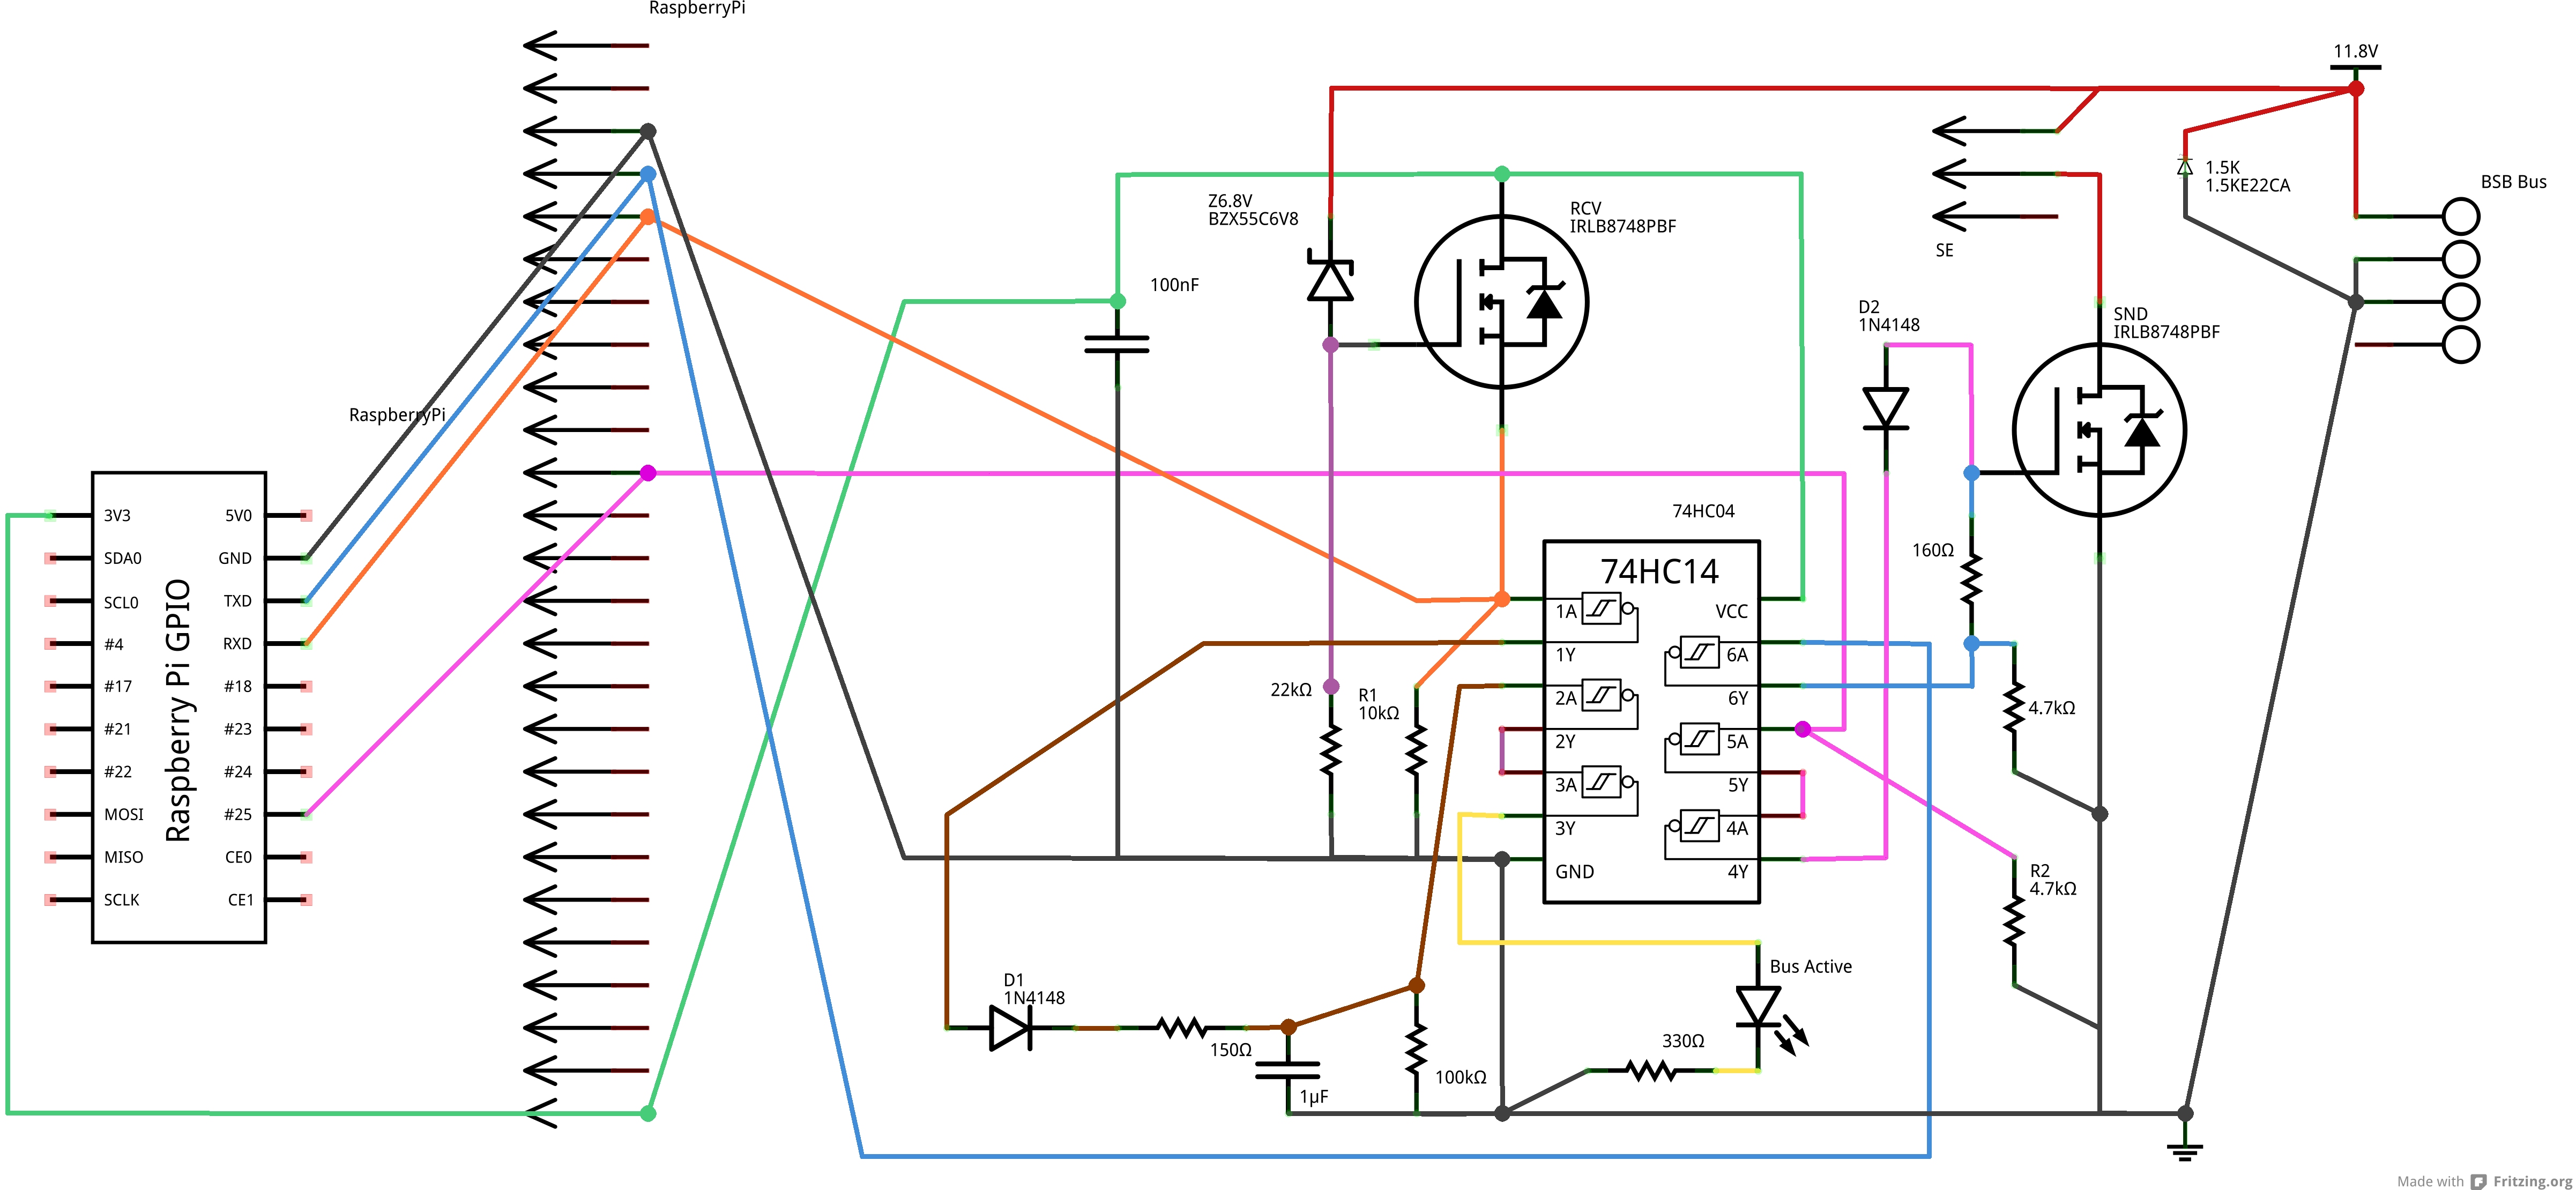 RaspberryPi
11.8V
1.5K
1.5KE22CA
BSB Bus
Z6.8V
BZX55C6V8
RCV
IRLB8748PBF
SE
100nF
D2
1N4148
SND
IRLB8748PBF
RaspberryPi
Raspberry Pi GPIO
3V3
SDA0
SCL0
#4
#17
#21
#22
MOSI
MISO
SCLK
5V0
GND
TXD
RXD
#18
#23
#24
#25
CE0
CE1
74HC04
74HC14
1A
1Y
2A
2Y
3A
3Y
GND
VCC
6A
6Y
5A
5Y
4A
4Y
160Ω
22kΩ
R1
10kΩ
4.7kΩ
R2
4.7kΩ
D1
1N4148
150Ω
1µF
100kΩ
Bus Active
330Ω
Made with Fritzing.org